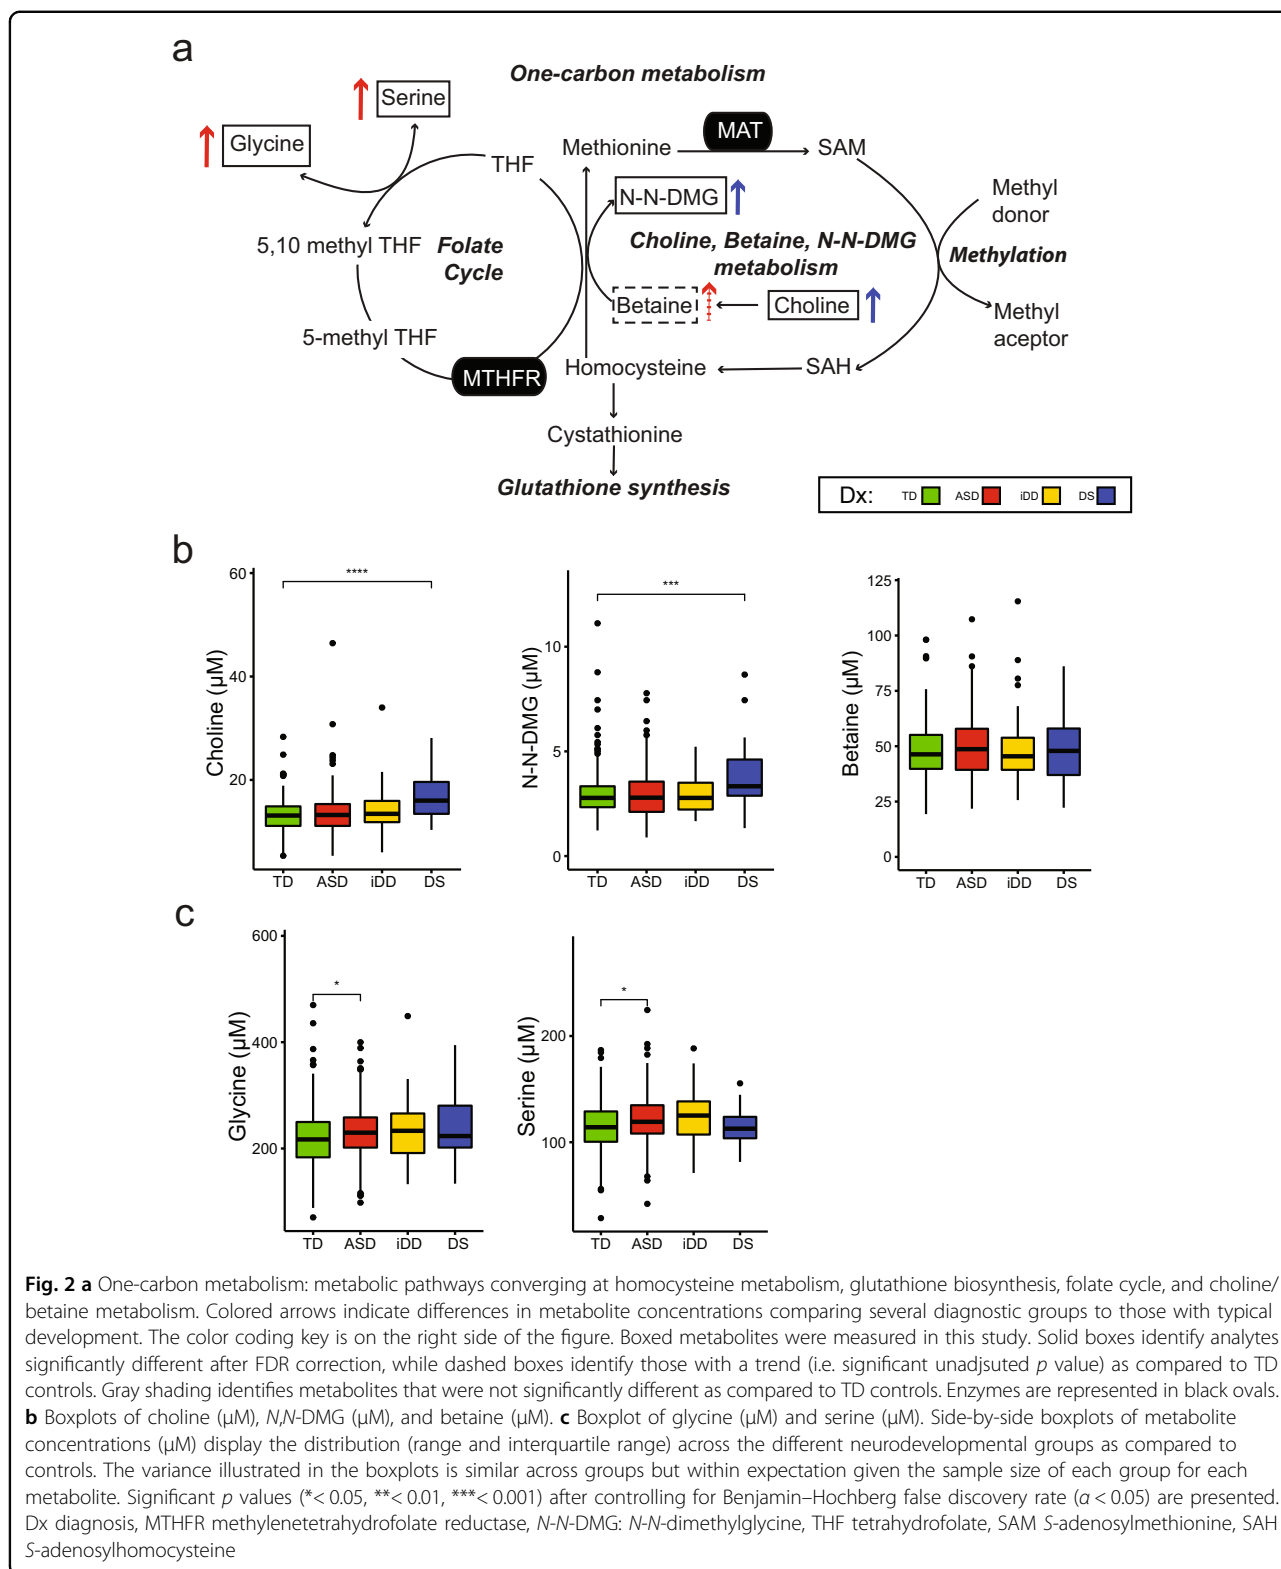 a
One-carbon metabolism
Serine
Glycine
MAT
Methionine
SAM
THF
N-N-DMG
Methyl
donor
5,10 methyl THF
Folate
Cycle
Choline, Betaine, N-N-DMG
metabolism
Methylation
Betaine
Choline
Methyl
aceptor
5-methyl THF
MTHFR
Homocysteine
SAH
Cystathionine
Glutathione synthesis
Dx: TD ASD iDD DS
b
Choline (µM)
60
40
20
****
TD ASD iDD DS
N-N-DMG (µM)
10
5
0
***
TD ASD iDD DS
Betaine (µM)
125
100
75
50
25
0
TD ASD iDD DS
c
Glycine (µM)
600
400
200
*
TD ASD iDD DS
Serine (µM)
200
100
*
TD ASD iDD DS
Fig. 2 a One-carbon metabolism: metabolic pathways converging at homocysteine metabolism, glutathione biosynthesis, folate cycle, and choline/
betaine metabolism. Colored arrows indicate differences in metabolite concentrations comparing several diagnostic groups to those with typical
development. The color coding key is on the right side of the figure. Boxed metabolites were measured in this study. Solid boxes identify analytes
significantly different after FDR correction, while dashed boxes identify those with a trend (i.e. significant unadjsuted p value) as compared to TD
controls. Gray shading identifies metabolites that were not significantly different as compared to TD controls. Enzymes are represented in black ovals.
b Boxplots of choline (µM), N,N-DMG (µM), and betaine (µM). c Boxplot of glycine (µM) and serine (µM). Side-by-side boxplots of metabolite
concentrations (µM) display the distribution (range and interquartile range) across the different neurodevelopmental groups as compared to
controls. The variance illustrated in the boxplots is similar across groups but within expectation given the sample size of each group for each
metabolite. Significant p values (*< 0.05, **< 0.01, ***< 0.001) after controlling for Benjamin–Hochberg false discovery rate (α < 0.05) are presented.
Dx diagnosis, MTHFR methylenetetrahydrofolate reductase, N-N-DMG: N-N-dimethylglycine, THF tetrahydrofolate, SAM S-adenosylmethionine, SAH
S-adenosylhomocysteine